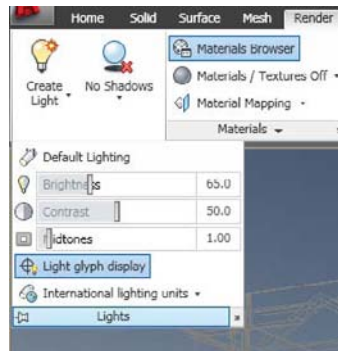 Home Solid Surface Mesh Render
Create Light
No Shadows
Materials Browser
Materials / Textures Off
Material Mapping
Materials
Default Lighting
Brightness 65.0
Contrast 50.0
idtones 1.00
Light glyph display
International lighting units
Lights